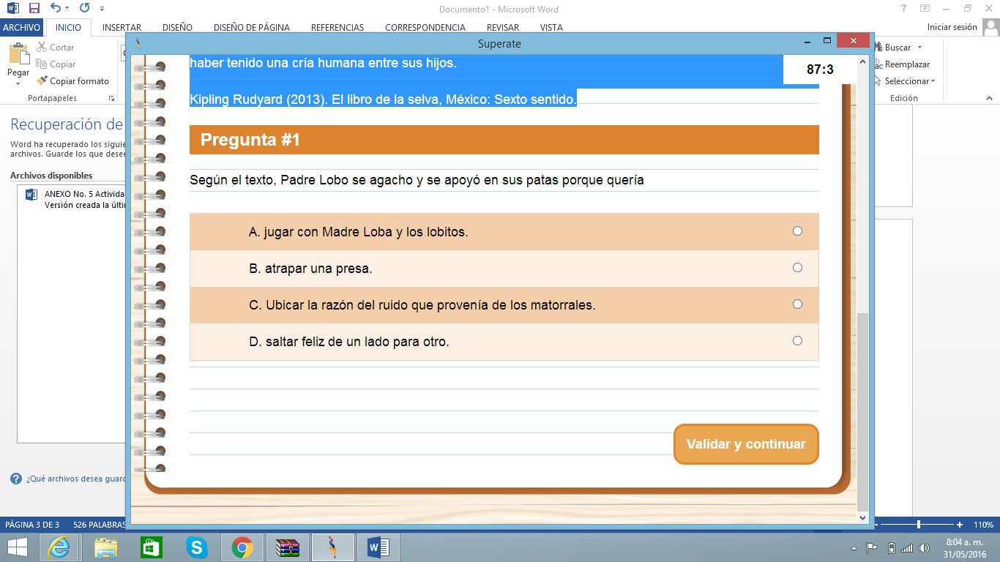 Documento1 - Microsoft Word
ARCHIVO INICIO INSERTAR DISEÑO DISEÑO DE PÁGINA REFERENCIAS CORRESPONDENCIA REVISAR VISTA Iniciar sesión
Pegar
Cortar
Copiar
Copiar formato
Portapapeles
Buscar
Reemplazar
Seleccionar
Edición
Superate
87:3
haber tenido una cría humana entre sus hijos.
Kipling Rudyard (2013). El libro de la selva, México: Sexto sentido.
Pregunta #1
Según el texto, Padre Lobo se agacho y se apoyó en sus patas porque quería
A. jugar con Madre Loba y los lobitos.
B. atrapar una presa.
C. Ubicar la razón del ruido que provenía de los matorrales.
D. saltar feliz de un lado para otro.
Validar y continuar
Recuperación de
Word ha recuperado los siguie
archivos. Guarde los que dese
Archivos disponibles
ANEXO No. 5 Activida
Versión creada la últi
¿Qué archivos desea guard
PÁGINA 3 DE 3 526 PALABRAS
110%
8:04 a. m.
31/05/2016